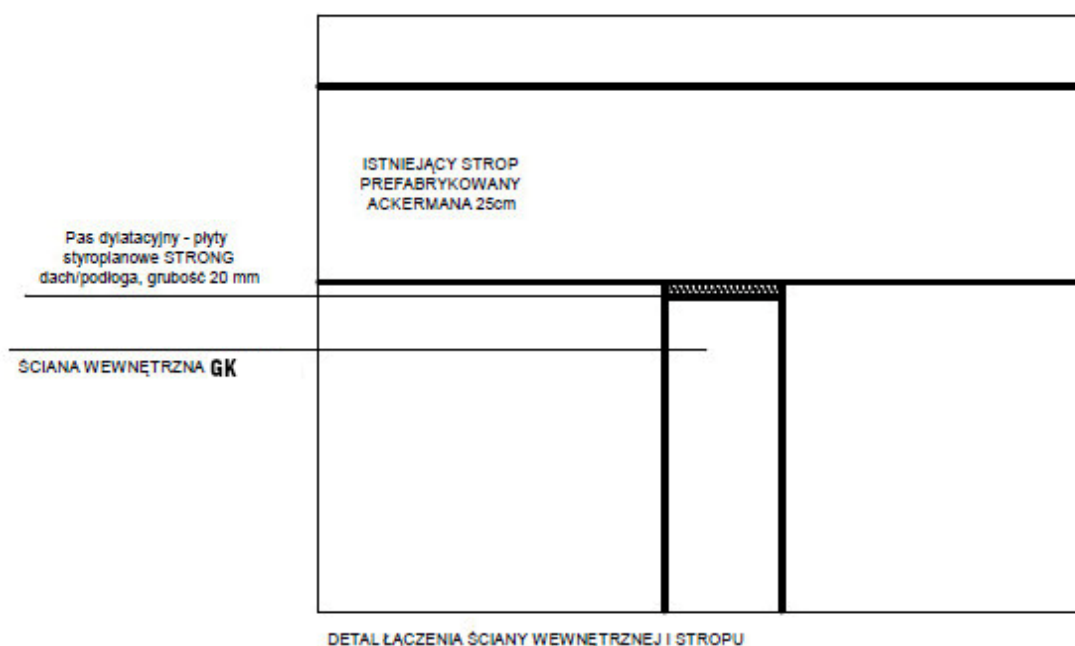 ISTNIEJĄCY STROP
PREFABRYKOWANY
ACKERMANA 25cm
Pas dylatacyjny - płyty
styropianowe STRONG
dach/podłoga, grubość 20 mm
ŚCIANA WEWNĘTRZNA GK
DETAL ŁACZENIA ŚCIANY WEWNETRZNEJ I STROPU